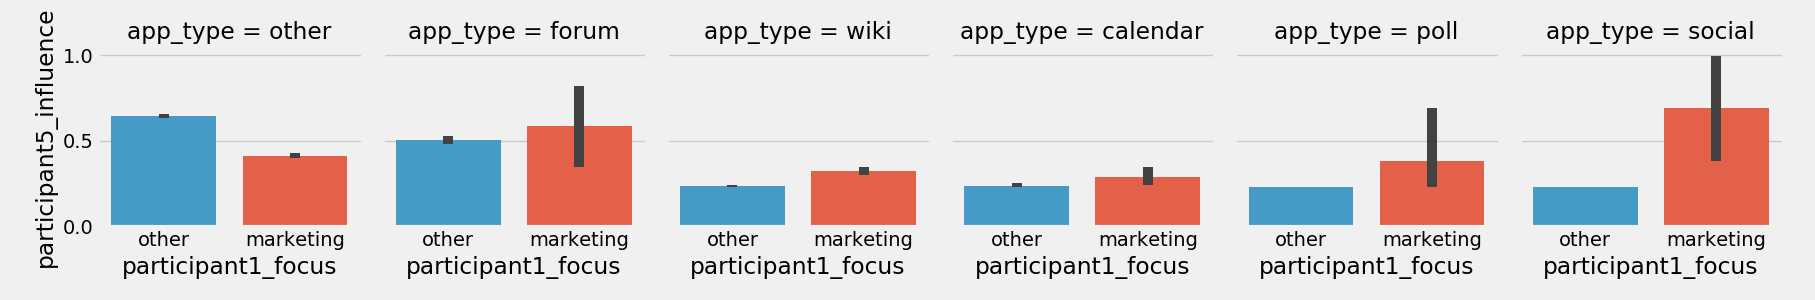 app_type = other
app_type = forum
app_type = wiki
app_type = calendar
app_type = poll
app_type = social
participant5_influence
1.0
0.5
0.0
other marketing
other marketing
other marketing
other marketing
other marketing
other marketing
participant1_focus
participant1_focus
participant1_focus
participant1_focus
participant1_focus
participant1_focus